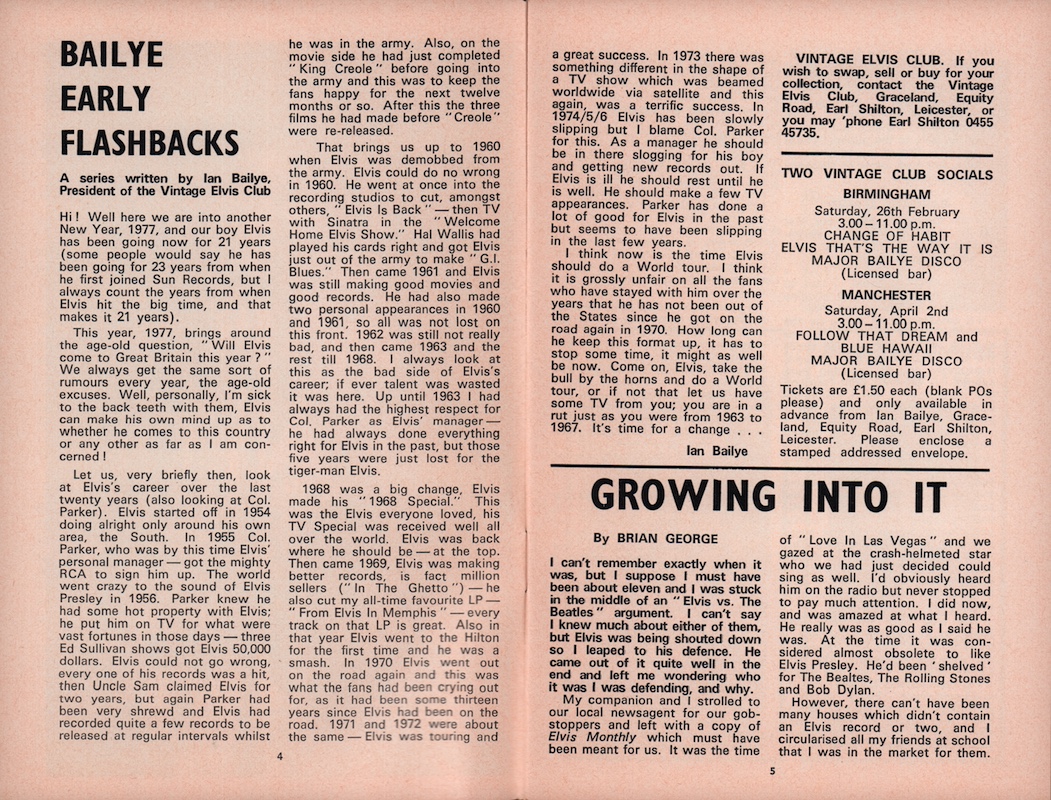 BAILYE
EARLY
FLASHBACKS
A series written by Ian Bailye,
President of the Vintage Elvis Club
Hi! Well here we are into another
New Year, 1977, and our boy Elvis
has been going now for 21 years
(some people would say he has
been going for 23 years from when
he first joined Sun Records, but I
always count the years from when
Elvis hit the big time, and that
makes it 21 years).
This year, 1977, brings around
the age-old question, "Will Elvis
come to Great Britain this year?"
We always get the same sort of
rumours every year, the age-old
excuses. Well, personally, I'm sick
to the back teeth with them, Elvis
can make his own mind up as to
whether he comes to this country
or any other as far as I am con-
cerned!
Let us, very briefly then, look
at Elvis's career over the last
twenty years (also looking at Col.
Parker). Elvis started off in 1954
doing alright only around his own
area, the South. In 1955 Col.
Parker, who was by this time Elvis'
personal manager — got the mighty
RCA to sign him up. The world
went crazy to the sound of Elvis
Presley in 1956. Parker knew he
had some hot property with Elvis;
he put him on TV for what were
vast fortunes in those days — three
Ed Sullivan shows got Elvis 50,000
dollars. Elvis could not go wrong,
every one of his records was a hit,
then Uncle Sam claimed Elvis for
two years, but again Parker had
been very shrewd and Elvis had
recorded quite a few records to be
released at regular intervals whilst
he was in the army. Also, on the
movie side he had just completed
"King Creole" before going into
the army and this was to keep the
fans happy for the next twelve
months or so. After this the three
films he had made before "Creole"
were re-released.
That brings us up to 1960
when Elvis was demobbed from
the army. Elvis could do no wrong
in 1960. He went at once into the
recording studios to cut, amongst
others, "Elvis Is Back" — then TV
with Sinatra in the "Welcome
Home Elvis Show." Hal Wallis had
played his cards right and got Elvis
just out of the army to make "G.I.
Blues." Then came 1961 and Elvis
was still making good movies and
good records. He had also made
two personal appearances in 1960
and 1961, so all was not lost on
this front. 1962 was still not really
bad, and then came 1963 and the
rest till 1968. I always look at
this as the bad side of Elvis's
career; if ever talent was wasted
it was here. Up until 1963 I had
always had the highest respect for
Col. Parker as Elvis' manager —
he had always done everything
right for Elvis in the past, but those
five years were just lost for the
tiger-man Elvis.
1968 was a big change, Elvis
made his "1968 Special." This
was the Elvis everyone loved, his
TV Special was received well all
over the world. Elvis was back
where he should be — at the top.
Then came 1969, Elvis was making
better records, is fact million
sellers ("In The Ghetto") — he
also cut my all-time favourite LP —
"From Elvis In Memphis" — every
track on that LP is great. Also in
that year Elvis went to the Hilton
for the first time and he was a
smash. In 1970 Elvis went out
on the road again and this was
what the fans had been crying out
for, as it had been some thirteen
years since Elvis had been on the
road. 1971 and 1972 were about
the same — Elvis was touring and
4
a great success. In 1973 there was
something different in the shape of
a TV show which was beamed
worldwide via satellite and this
again, was a terrific success. In
1974/5/6 Elvis has been slowly
slipping but I blame Col. Parker
for this. As a manager he should
be in there slogging for his boy
and getting new records out. If
Elvis is ill he should rest until he
is well. He should make a few TV
appearances. Parker has done a
lot of good for Elvis in the past
but seems to have been slipping
in the last few years.
I think now is the time Elvis
should do a World tour. I think
it is grossly unfair on all the fans
who have stayed with him over the
years that he has not been out of
the States since he got on the
road again in 1970. How long can
he keep this format up, it has to
stop some time, it might as well
be now. Come on, Elvis, take the
bull by the horns and do a World
tour, or if not that let us have
some TV from you; you are in a
rut just as you were from 1963 to
1967. It's time for a change . . .
Ian Bailye
VINTAGE ELVIS CLUB. If you
wish to swap, sell or buy for your
collection, contact the Vintage
Elvis Club, Graceland, Equity
Road, Earl Shilton, Leicester, or
you may 'phone Earl Shilton 0455
45735.
TWO VINTAGE CLUB SOCIALS
BIRMINGHAM
Saturday, 26th February
3.00 – 11.00 p.m.
CHANGE OF HABIT
ELVIS THAT'S THE WAY IT IS
MAJOR BAILYE DISCO
(Licensed bar)
MANCHESTER
Saturday, April 2nd
3.00 – 11.00 p.m.
FOLLOW THAT DREAM and
BLUE HAWAII
MAJOR BAILYE DISCO
(Licensed bar)
Tickets are £1.50 each (blank POs
please) and only available in
advance from Ian Bailye, Grace-
land, Equity Road, Earl Shilton,
Leicester. Please enclose a
stamped addressed envelope.
GROWING INTO IT
By BRIAN GEORGE
I can't remember exactly when it
was, but I suppose I must have
been about eleven and I was stuck
in the middle of an "Elvis vs. The
Beatles" argument. I can't say
I knew much about either of them,
but Elvis was being shouted down
so I leaped to his defence. He
came out of it quite well in the
end and left me wondering who
it was I was defending, and why.
My companion and I strolled to
our local newsagent for our gob-
stoppers and left with a copy of
Elvis Monthly which must have
been meant for us. It was the time
of "Love In Las Vegas" and we
gazed at the crash-helmeted star
who we had just decided could
sing as well. I'd obviously heard
him on the radio but never stopped
to pay much attention. I did now,
and was amazed at what I heard.
He really was as good as I said he
was. At the time it was con-
sidered almost obsolete to like
Elvis Presley. He'd been 'shelved'
for The Bealtes, The Rolling Stones
and Bob Dylan.
However, there can't have been
many houses which didn't contain
an Elvis record or two, and I
circularised all my friends at school
that I was in the market for them.
5